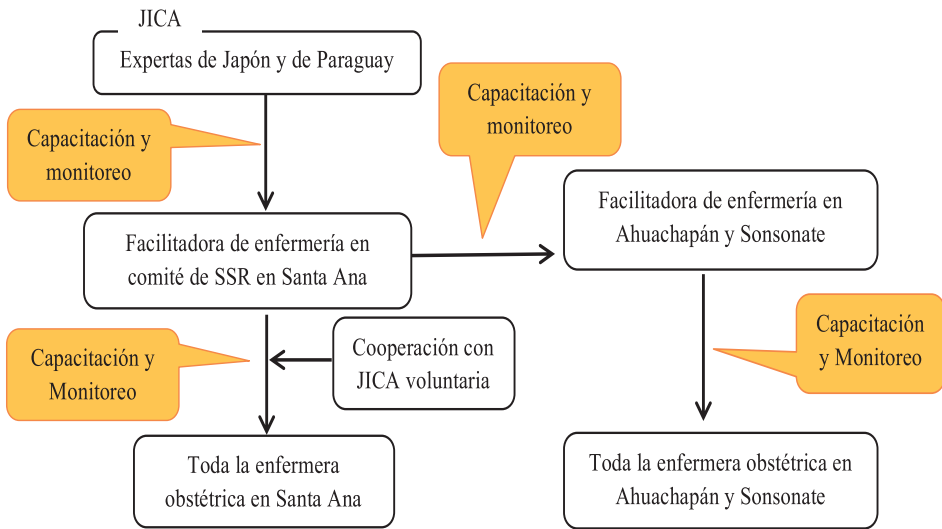 JICA
Expertas de Japón y de Paraguay
Capacitación y
monitoreo
Capacitación y
monitoreo
Facilitadora de enfermería en
comité de SSR en Santa Ana
Facilitadora de enfermería en
Ahuachapán y Sonsonate
Capacitación y
Monitoreo
Cooperación con
JICA voluntaria
Capacitación
y Monitoreo
Toda la enfermera
obstétrica en Santa Ana
Toda la enfermera obstétrica en
Ahuachapán y Sonsonate